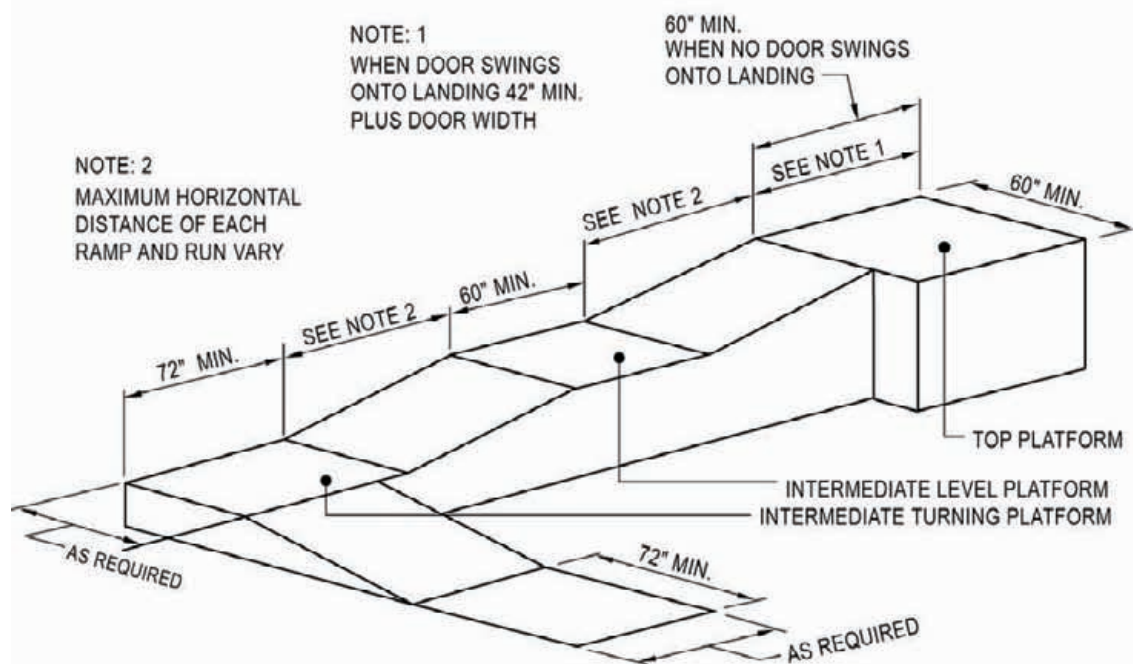 NOTE: 1
WHEN DOOR SWINGS
ONTO LANDING 42" MIN.
PLUS DOOR WIDTH
60" MIN.
WHEN NO DOOR SWINGS
ONTO LANDING
NOTE: 2
MAXIMUM HORIZONTAL
DISTANCE OF EACH
RAMP AND RUN VARY
SEE NOTE 1
60" MIN.
SEE NOTE 2
60" MIN.
SEE NOTE 2
72" MIN.
TOP PLATFORM
INTERMEDIATE LEVEL PLATFORM
INTERMEDIATE TURNING PLATFORM
AS REQUIRED
72" MIN.
AS REQUIRED